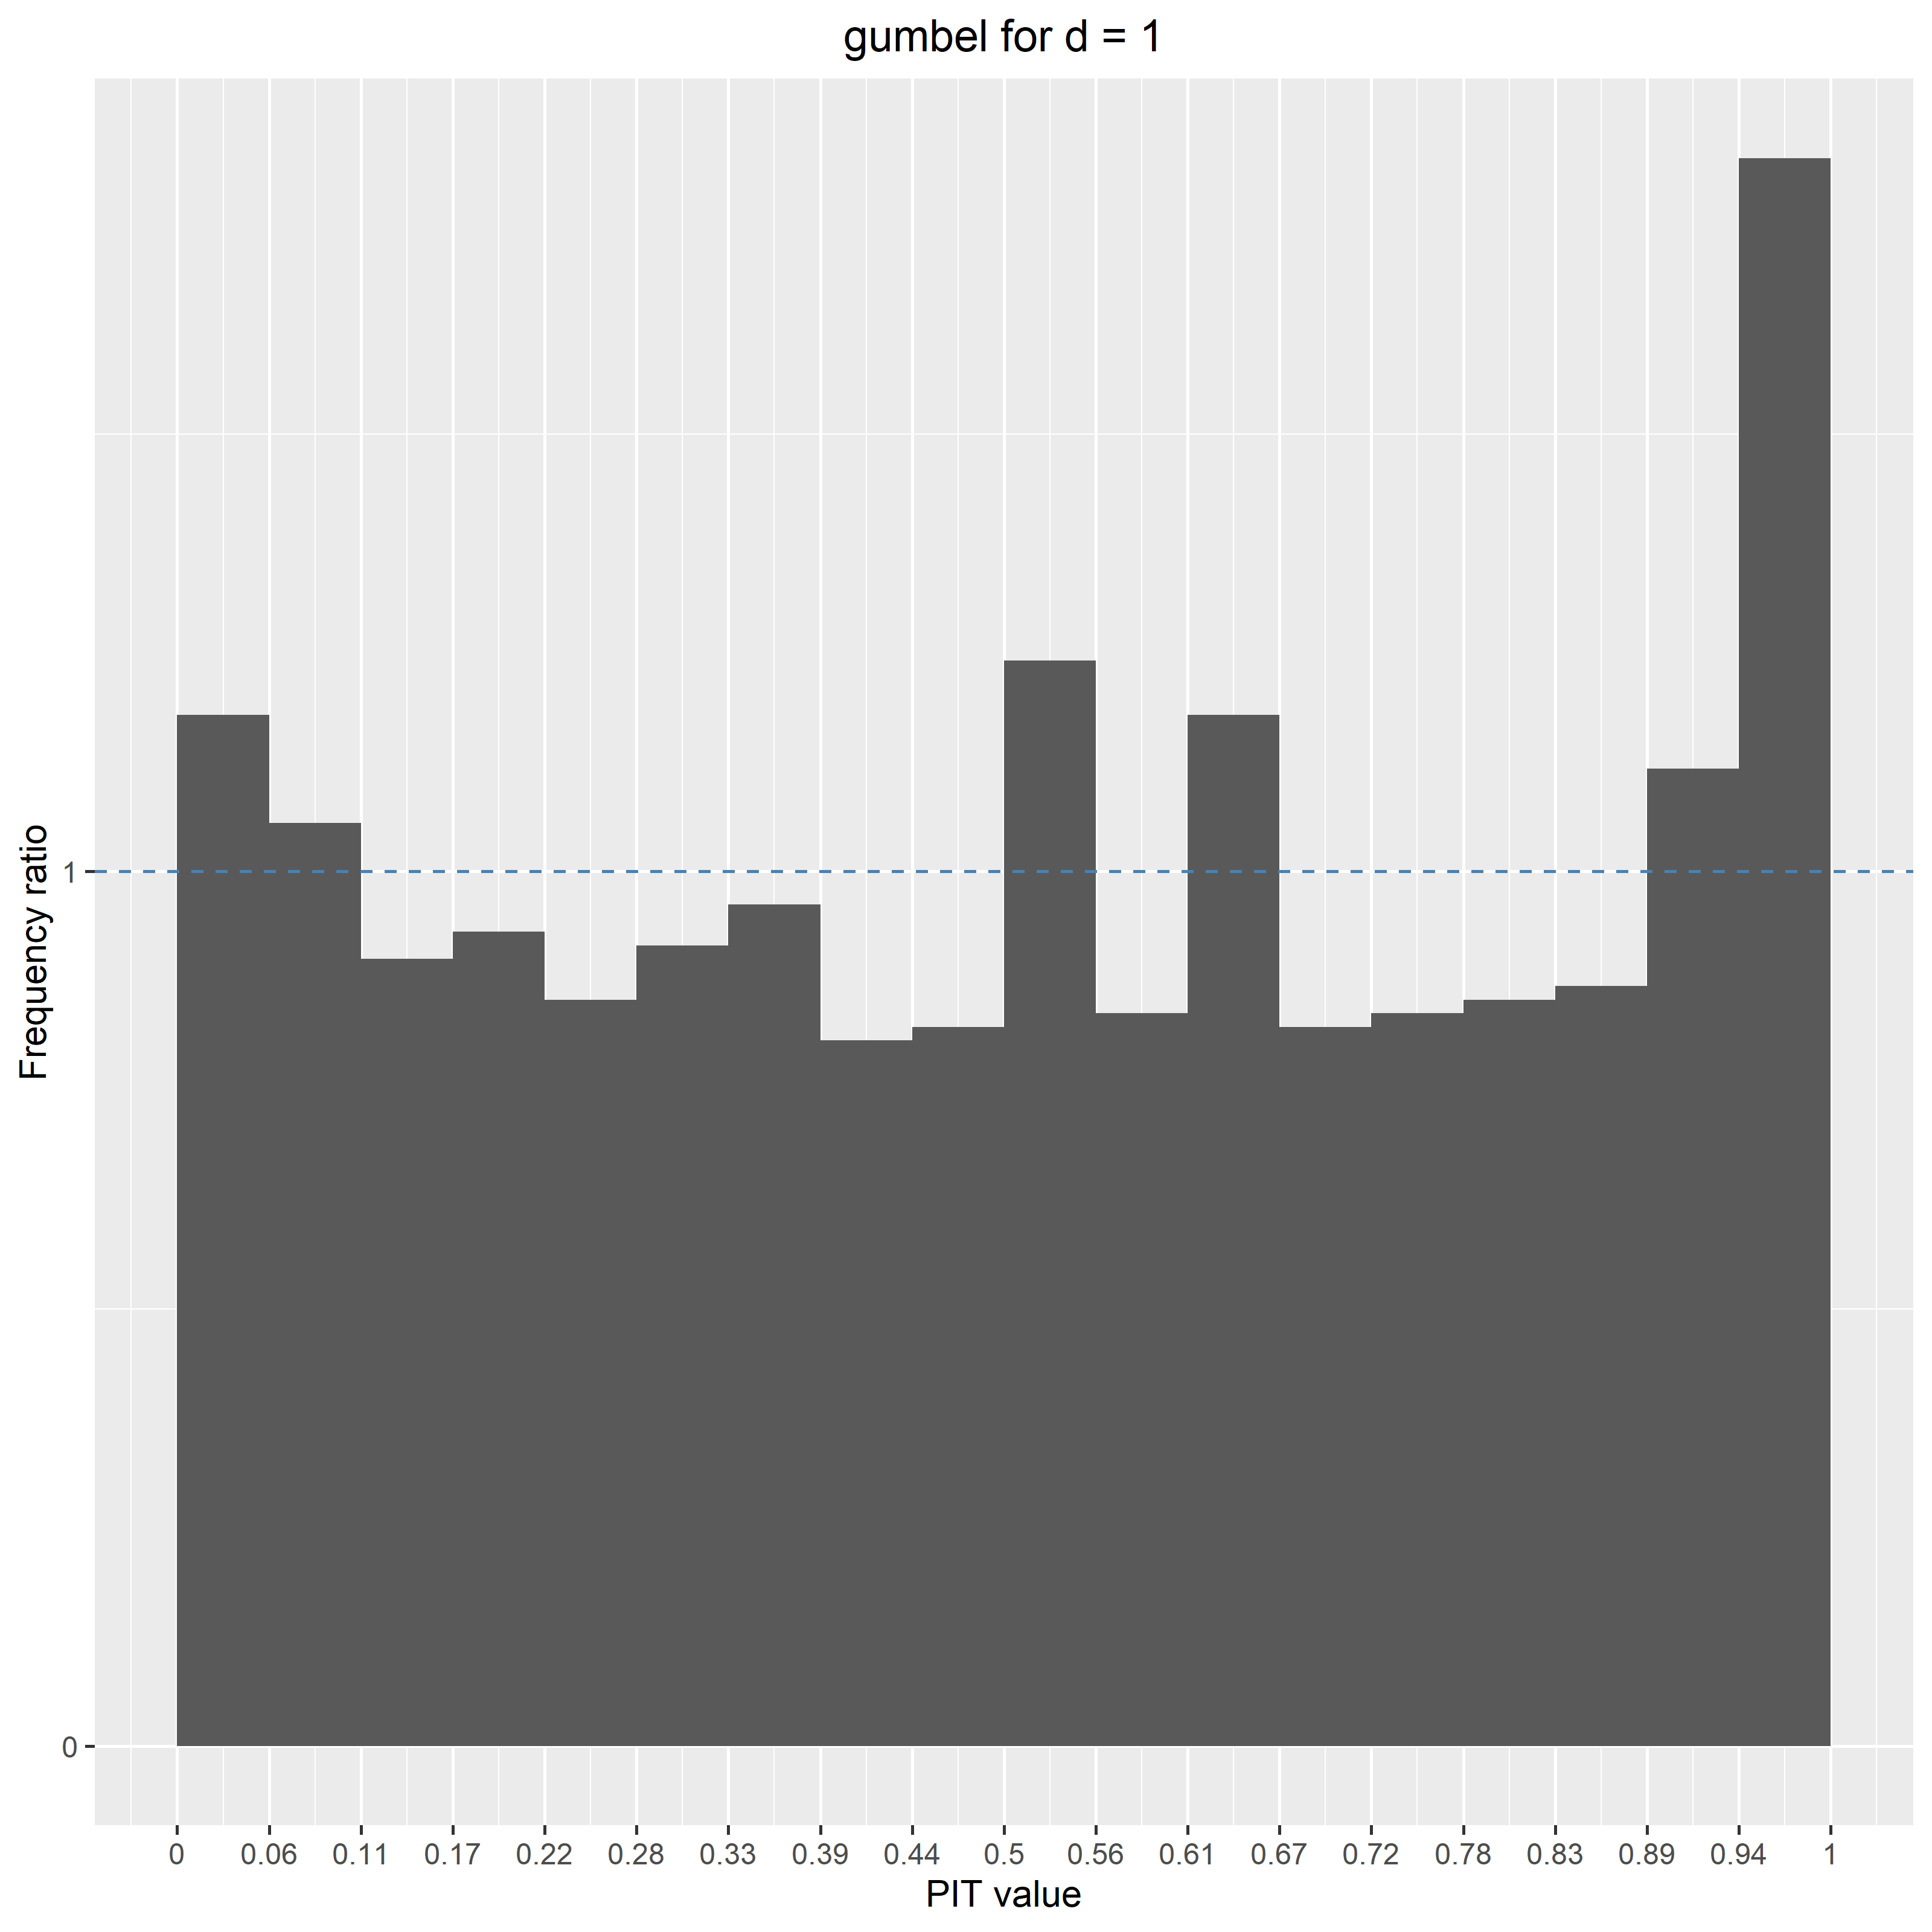 gumbel for d = 1
Frequency ratio
1
0
0 0.06 0.11 0.17 0.22 0.28 0.33 0.39 0.44 0.5 0.56 0.61 0.67 0.72 0.78 0.83 0.89 0.94 1
PIT value